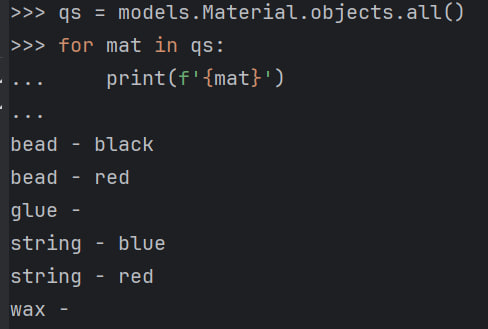 >>> qs = models.Material.objects.all()
>>> for mat in qs:
...     print(f'{mat}')
...
bead - black
bead - red
glue -
string - blue
string - red
wax -